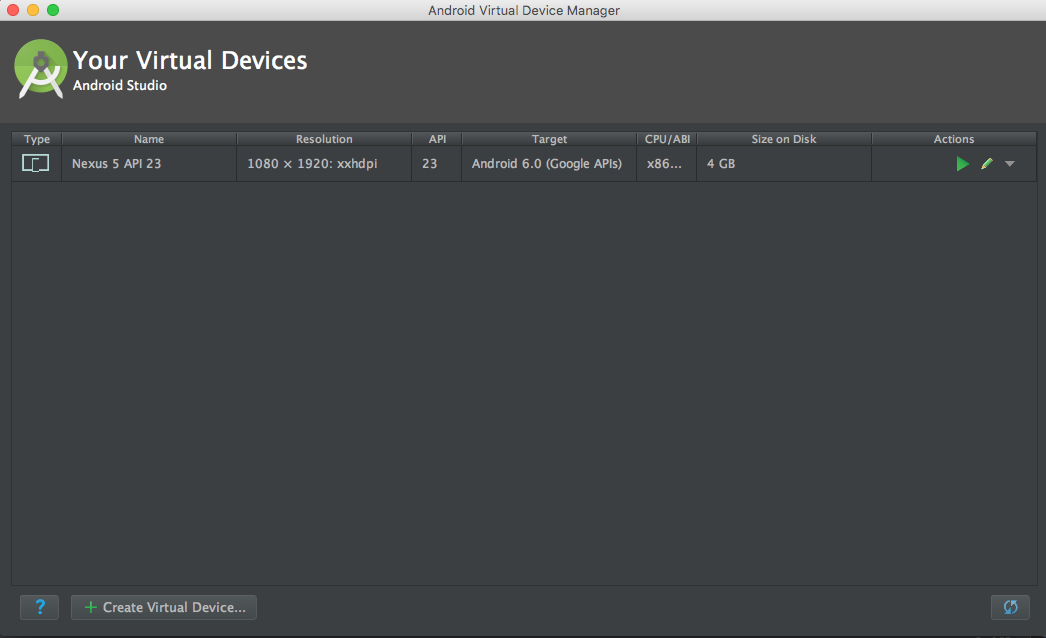 Android Virtual Device Manager
Your Virtual Devices
Android Studio
Type Name Resolution API Target CPU/ABI Size on Disk Actions
Nexus 5 API 23 1080 × 1920: xxhdpi 23 Android 6.0 (Google APIs) x86... 4 GB
? + Create Virtual Device...